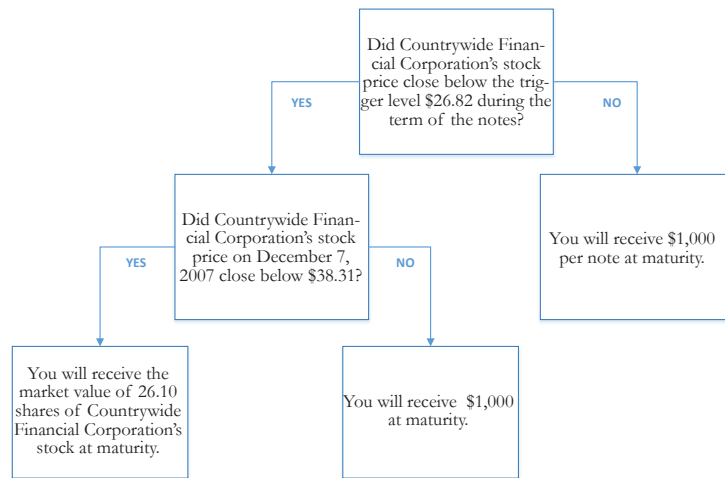 Did Countrywide Finan-
cial Corporation's stock
price close below the trig-
ger level $26.82 during the
term of the notes?
YES
NO
Did Countrywide Finan-
cial Corporation's stock
price on December 7,
2007 close below $38.31?
You will receive $1,000
per note at maturity.
YES
NO
You will receive the
market value of 26.10
shares of Countrywide
Financial Corporation's
stock at maturity.
You will receive $1,000
at maturity.